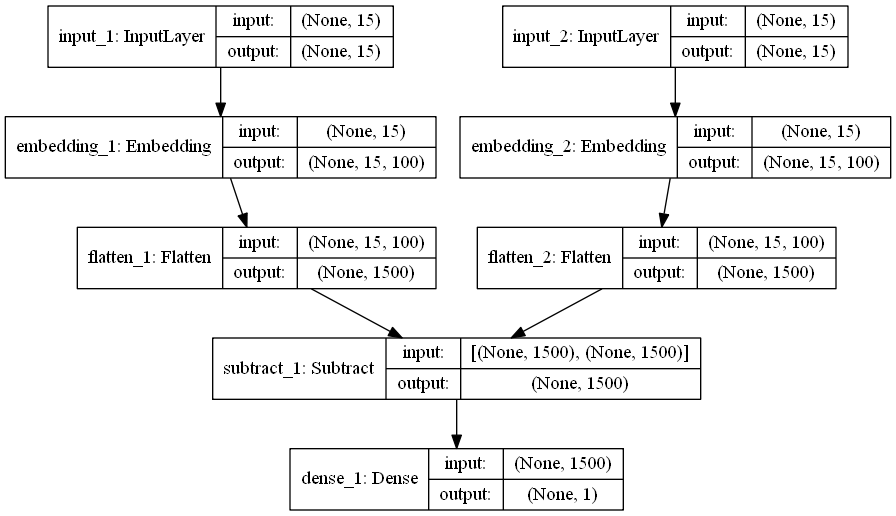 input_1: InputLayer input: (None, 15) output: (None, 15)
input_2: InputLayer input: (None, 15) output: (None, 15)
embedding_1: Embedding input: (None, 15) output: (None, 15, 100)
embedding_2: Embedding input: (None, 15) output: (None, 15, 100)
flatten_1: Flatten input: (None, 15, 100) output: (None, 1500)
flatten_2: Flatten input: (None, 15, 100) output: (None, 1500)
subtract_1: Subtract input: [(None, 1500), (None, 1500)] output: (None, 1500)
dense_1: Dense input: (None, 1500) output: (None, 1)